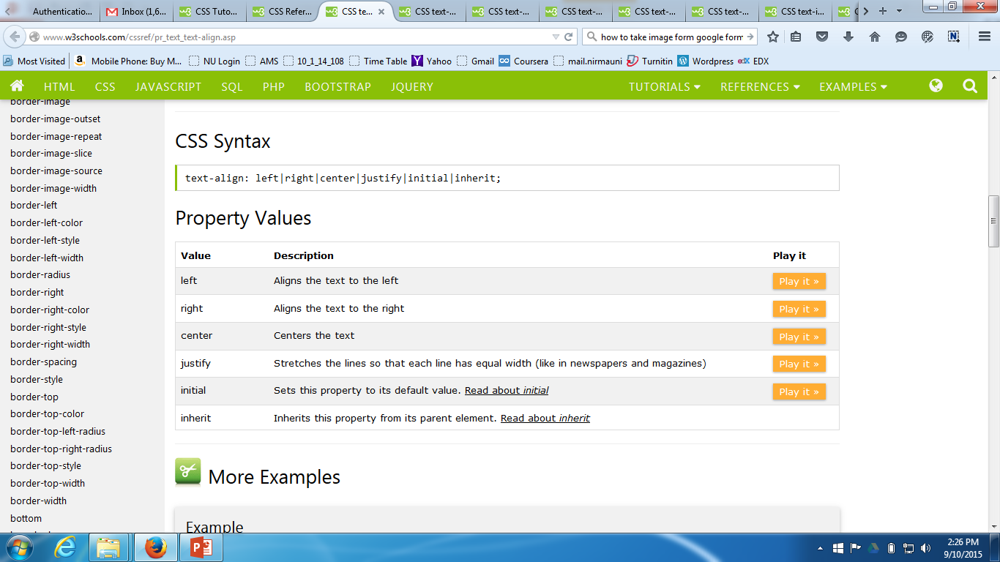 Authenticatio...
Inbox (1,6...
CSS Tuto...
CSS Refer...
CSS te...
CSS text-...
CSS text-...
CSS text-...
CSS text-...
CSS text-...
CSS text-i...
www.w3schools.com/cssref/pr_text_text-align.asp
how to take image form google form
Most Visited
Mobile Phone: Buy M...
NU Login
AMS
10_1_14_108
Time Table
Yahoo
Gmail
Coursera
mail.nirmauni
Turnitin
Wordpress
EDX
HTML
CSS
JAVASCRIPT
SQL
PHP
BOOTSTRAP
JQUERY
TUTORIALS
REFERENCES
EXAMPLES
border-image
border-image-outset
border-image-repeat
border-image-slice
border-image-source
border-image-width
border-left
border-left-color
border-left-style
border-left-width
border-radius
border-right
border-right-color
border-right-style
border-right-width
border-spacing
border-style
border-top
border-top-color
border-top-left-radius
border-top-right-radius
border-top-style
border-top-width
border-width
bottom
CSS Syntax
text-align: left|right|center|justify|initial|inherit;
Property Values
Value Description Play it
left Aligns the text to the left Play it »
right Aligns the text to the right Play it »
center Centers the text Play it »
justify Stretches the lines so that each line has equal width (like in newspapers and magazines) Play it »
initial Sets this property to its default value. Read about initial Play it »
inherit Inherits this property from its parent element. Read about inherit
More Examples
Example
2:26 PM
9/10/2015